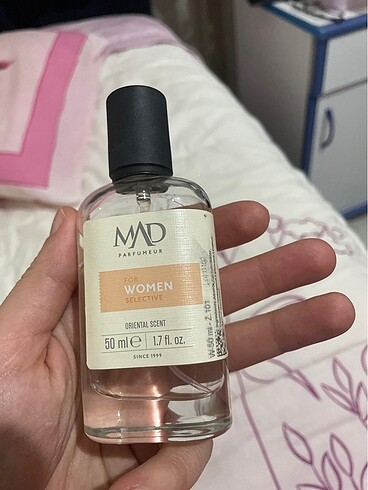 MAD
PARFUMEUR
FOR
WOMEN
SELECTIVE
ORIENTAL SCENT
50 ml ℮ 1.7 fl. oz.
SINCE 1999